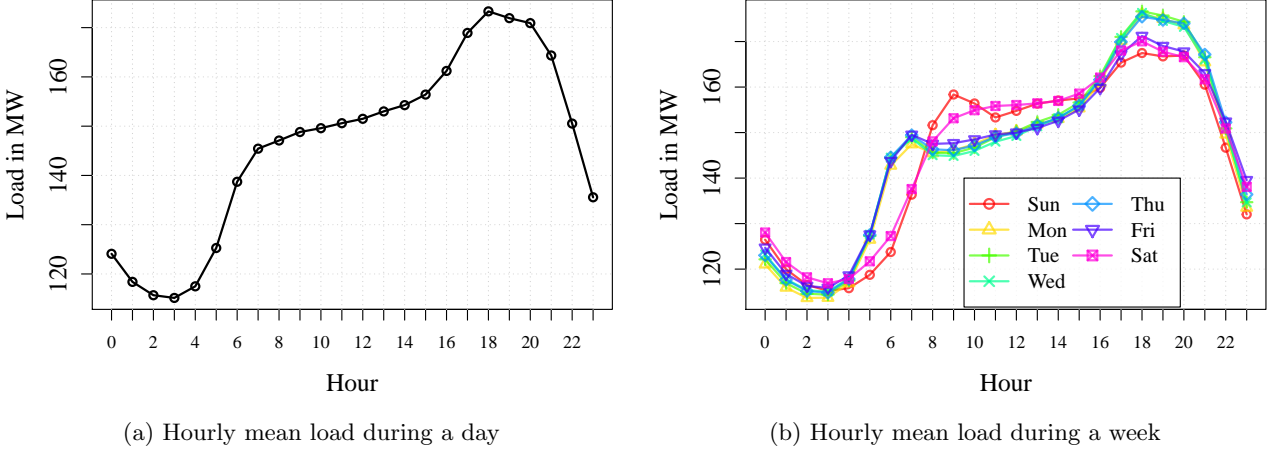 Load in MW
120
140
160
0 2 4 6 8 10 12 14 16 18 20 22
Hour
(a) Hourly mean load during a day
Load in MW
120
140
160
Sun
Mon
Tue
Wed
Thu
Fri
Sat
0 2 4 6 8 10 12 14 16 18 20 22
Hour
(b) Hourly mean load during a week